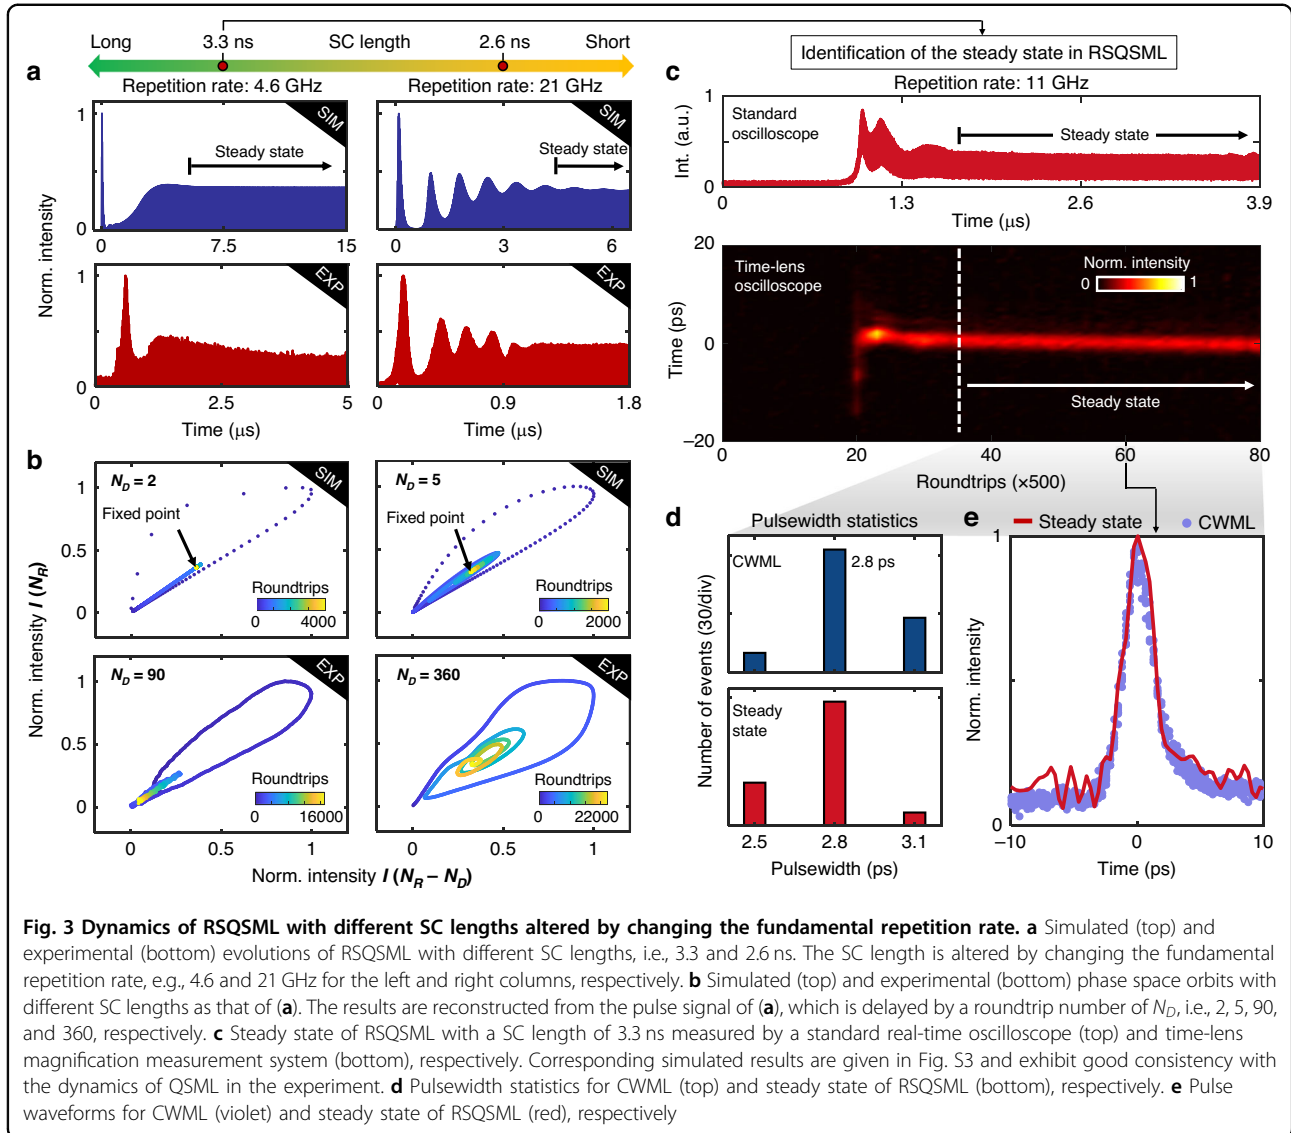 Long 3.3 ns SC length 2.6 ns Short
a
Repetition rate: 4.6 GHz Repetition rate: 21 GHz
Norm. intensity
1
0
SIM
Steady state
0 7.5 15
1
0
SIM
Steady state
0 3 6
1
0
EXP
0 2.5 5
Time (μs)
1
0
EXP
0 0.9 1.8
Time (μs)
b
Norm. intensity I (N_R)
N_D = 2
SIM
Fixed point
Roundtrips
0 4000
1
0.5
0
N_D = 5
SIM
Fixed point
Roundtrips
0 2000
1
0.5
0
N_D = 90
EXP
Roundtrips
0 16000
1
0.5
0
0 0.5 1
N_D = 360
EXP
Roundtrips
0 22000
1
0.5
0
0 0.5 1
Norm. intensity I (N_R – N_D)
Identification of the steady state in RSQSML
c
Repetition rate: 11 GHz
Int. (a.u.)
1
0
Standard
oscilloscope
Steady state
0 1.3 2.6 3.9
Time (μs)
Time (ps)
20
0
–20
Time-lens
oscilloscope
Norm. intensity
0 1
Steady state
0 20 40 60 80
Roundtrips (×500)
d
Pulsewidth statistics
Number of events (30/div)
CWML
2.8 ps
Steady
state
2.5 2.8 3.1
Pulsewidth (ps)
e
Steady state CWML
Norm. intensity
1
0
–10 0 10
Time (ps)
Fig. 3 Dynamics of RSQSML with different SC lengths altered by changing the fundamental repetition rate. a Simulated (top) and
experimental (bottom) evolutions of RSQSML with different SC lengths, i.e., 3.3 and 2.6 ns. The SC length is altered by changing the fundamental
repetition rate, e.g., 4.6 and 21 GHz for the left and right columns, respectively. b Simulated (top) and experimental (bottom) phase space orbits with
different SC lengths as that of (a). The results are reconstructed from the pulse signal of (a), which is delayed by a roundtrip number of N_D, i.e., 2, 5, 90,
and 360, respectively. c Steady state of RSQSML with a SC length of 3.3 ns measured by a standard real-time oscilloscope (top) and time-lens
magnification measurement system (bottom), respectively. Corresponding simulated results are given in Fig. S3 and exhibit good consistency with
the dynamics of QSML in the experiment. d Pulsewidth statistics for CWML (top) and steady state of RSQSML (bottom), respectively. e Pulse
waveforms for CWML (violet) and steady state of RSQSML (red), respectively